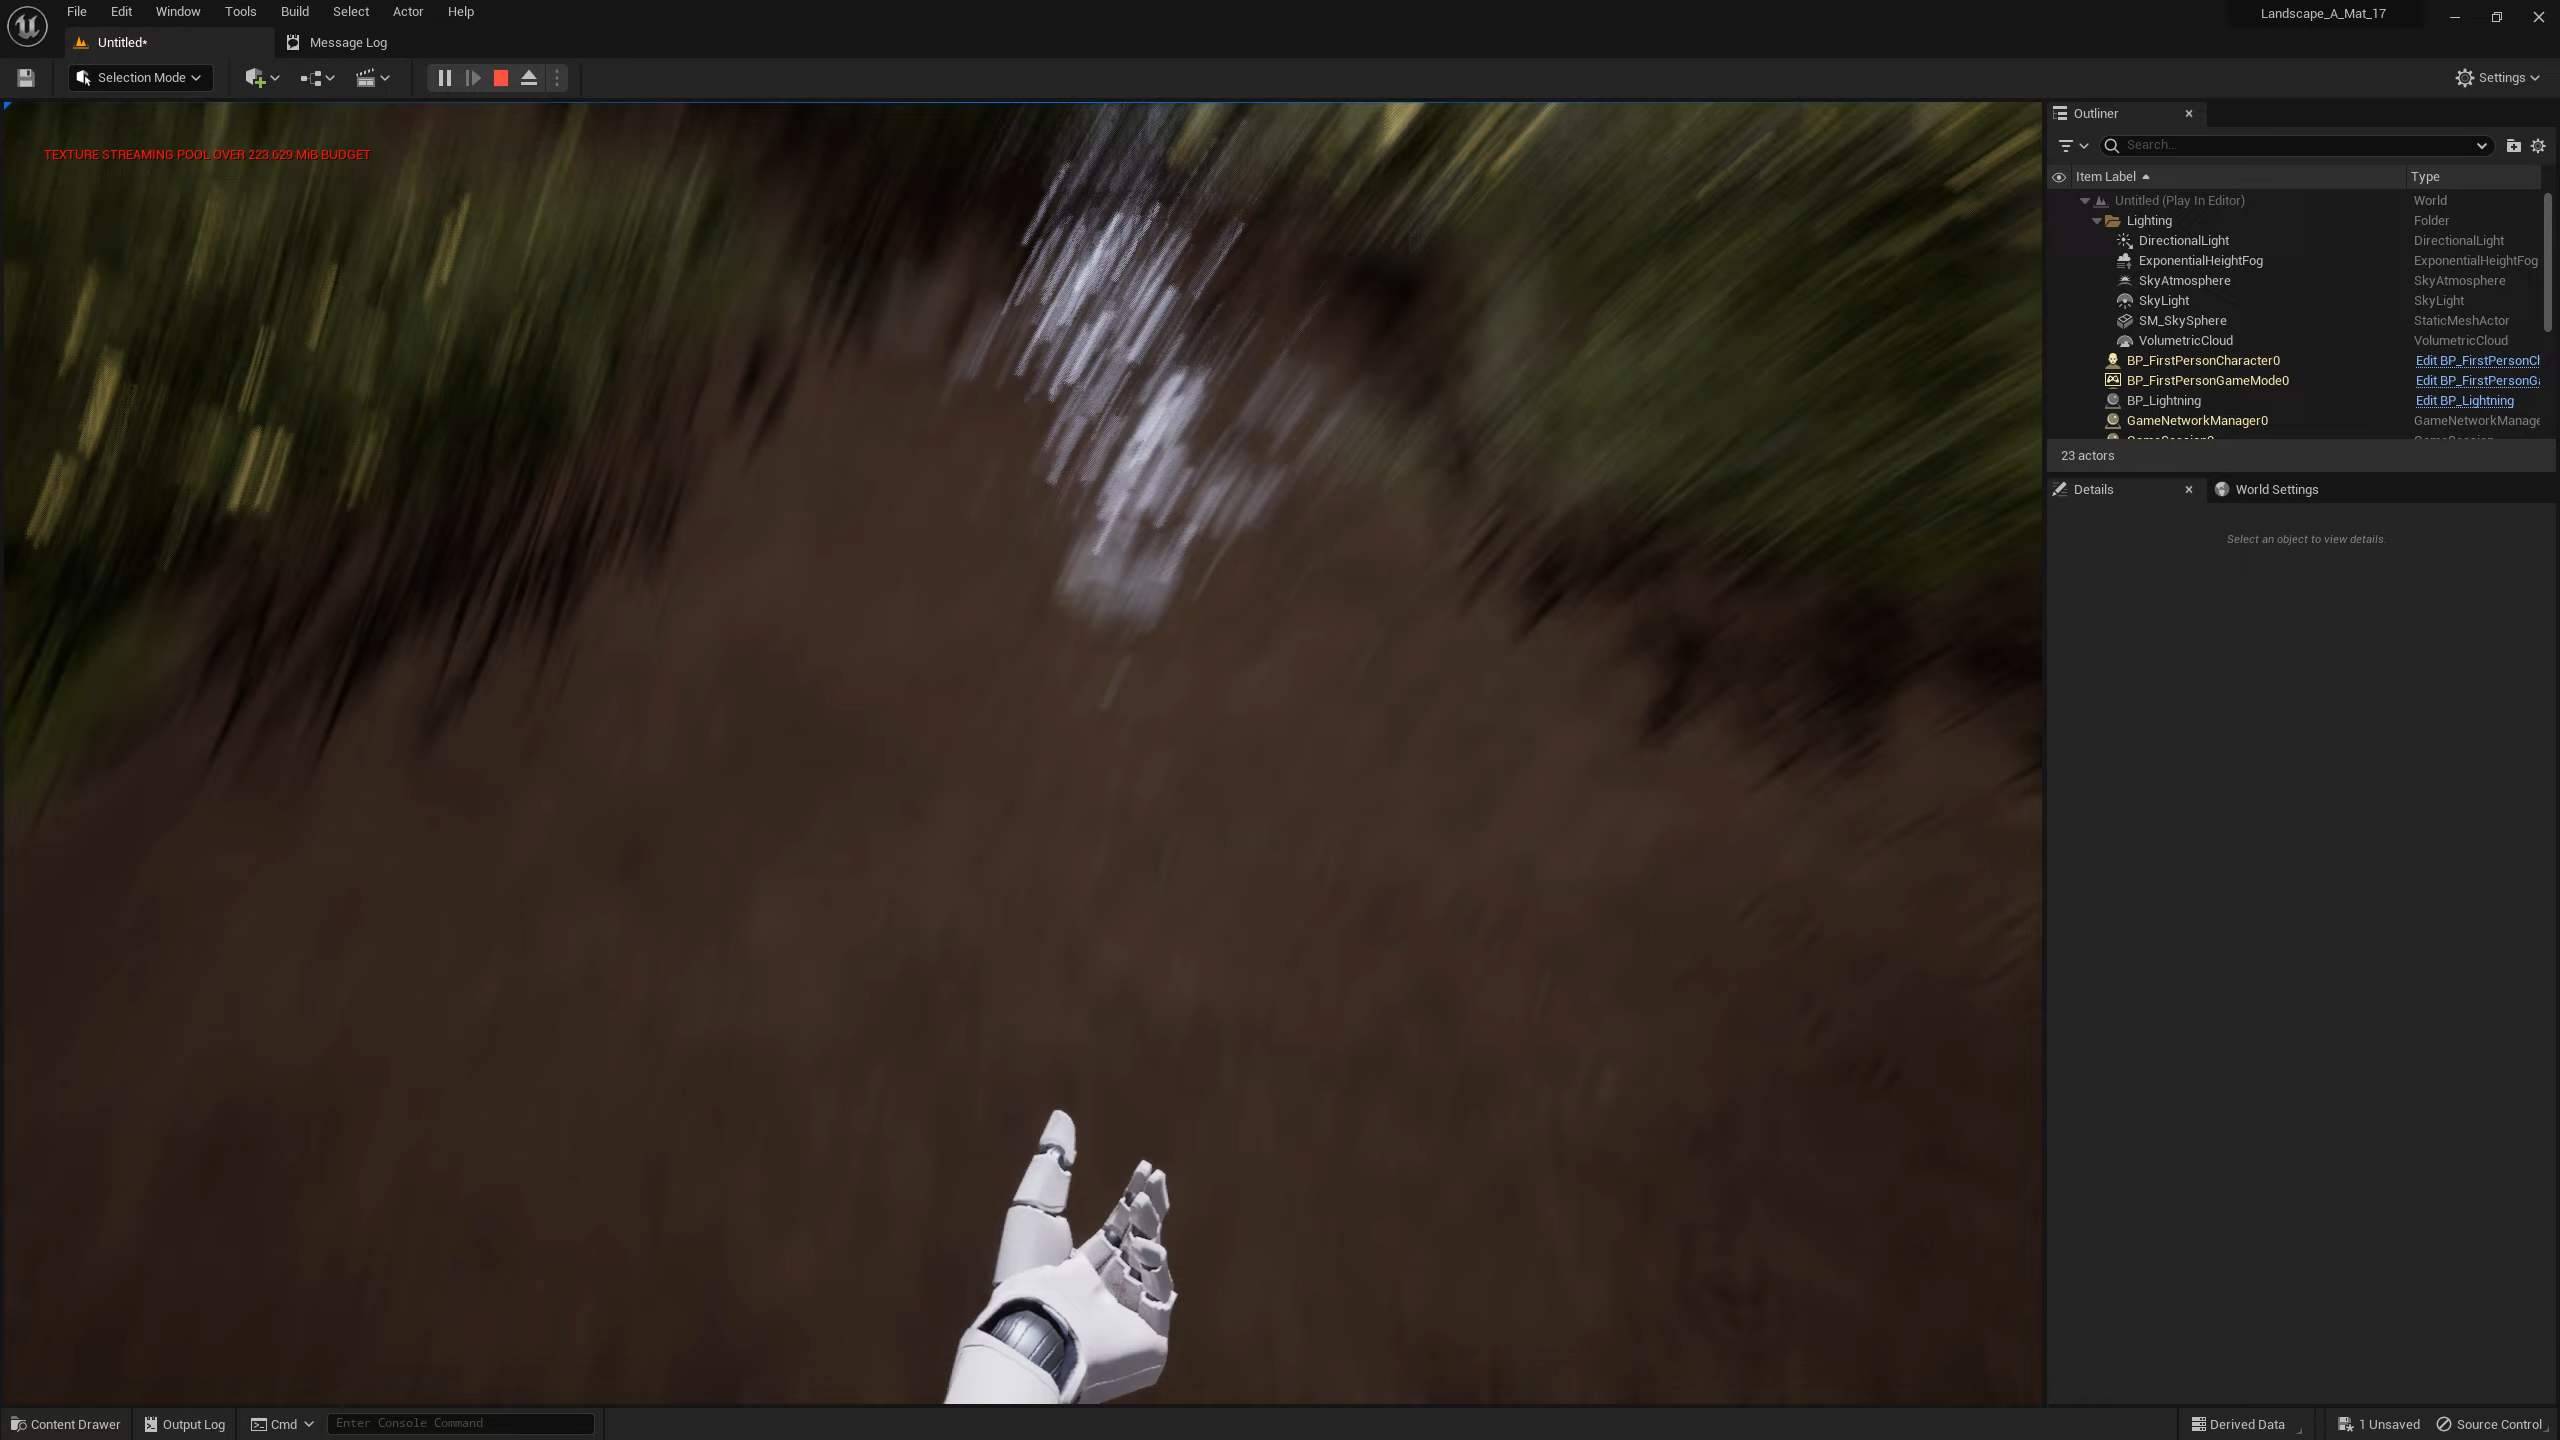 File Edit Window Tools Build Select Actor Help
Landscape_A_Mat_17
Untitled*
Message Log
Selection Mode
Settings
TEXTURE STREAMING POOL OVER 223.629 MiB BUDGET
Outliner
Search...
Item Label Type
Untitled (Play In Editor) World
Lighting Folder
DirectionalLight DirectionalLight
ExponentialHeightFog ExponentialHeightFog
SkyAtmosphere SkyAtmosphere
SkyLight SkyLight
SM_SkySphere StaticMeshActor
VolumetricCloud VolumetricCloud
BP_FirstPersonCharacter0 Edit BP_FirstPersonCh
BP_FirstPersonGameMode0 Edit BP_FirstPersonGa
BP_Lightning Edit BP_Lightning
GameNetworkManager0 GameNetworkManage
23 actors
Details
World Settings
Select an object to view details.
Content Drawer
Output Log
Cmd
Enter Console Command
Derived Data
1 Unsaved
Source Control